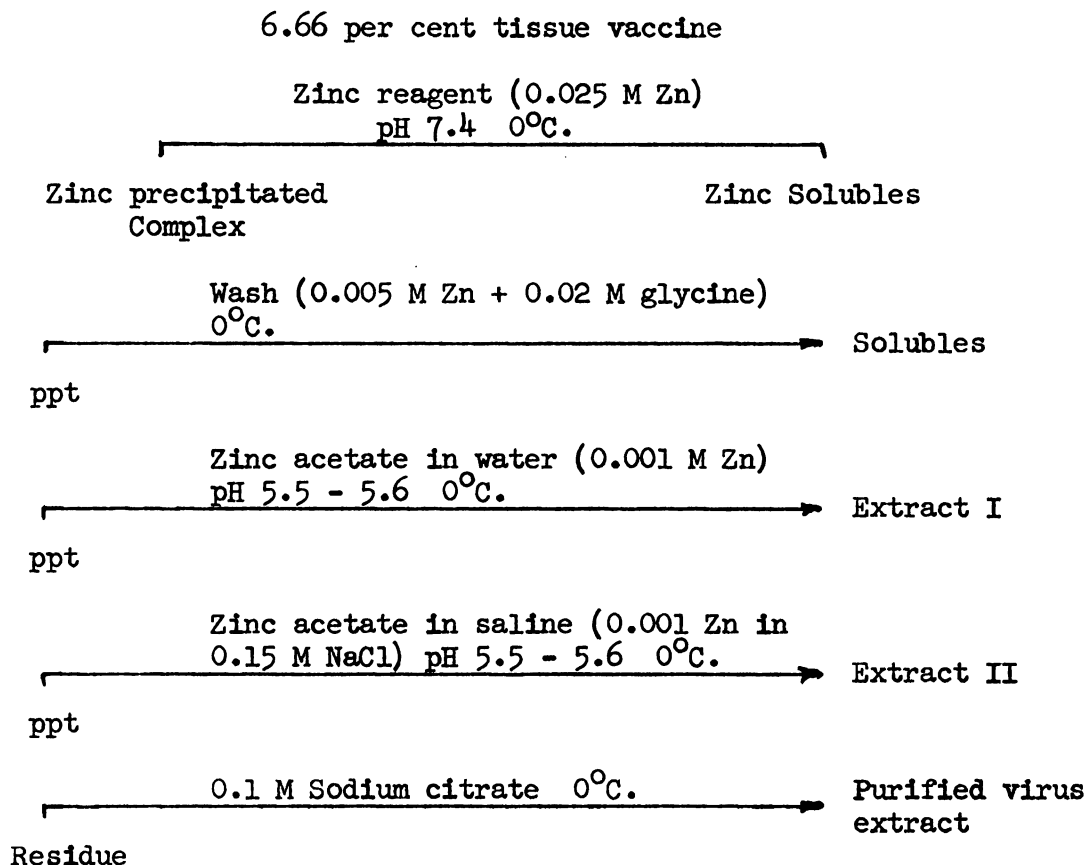 6.66 per cent tissue vaccine
Zinc reagent (0.025 M Zn)
pH 7.4 0°C.
Zinc precipitated
Complex
Zinc Solubles
Wash (0.005 M Zn + 0.02 M glycine)
0°C.
Solubles
ppt
Zinc acetate in water (0.001 M Zn)
pH 5.5 - 5.6 0°C.
Extract I
ppt
Zinc acetate in saline (0.001 Zn in
0.15 M NaCl) pH 5.5 - 5.6 0°C.
Extract II
ppt
0.1 M Sodium citrate 0°C.
Purified virus
extract
Residue